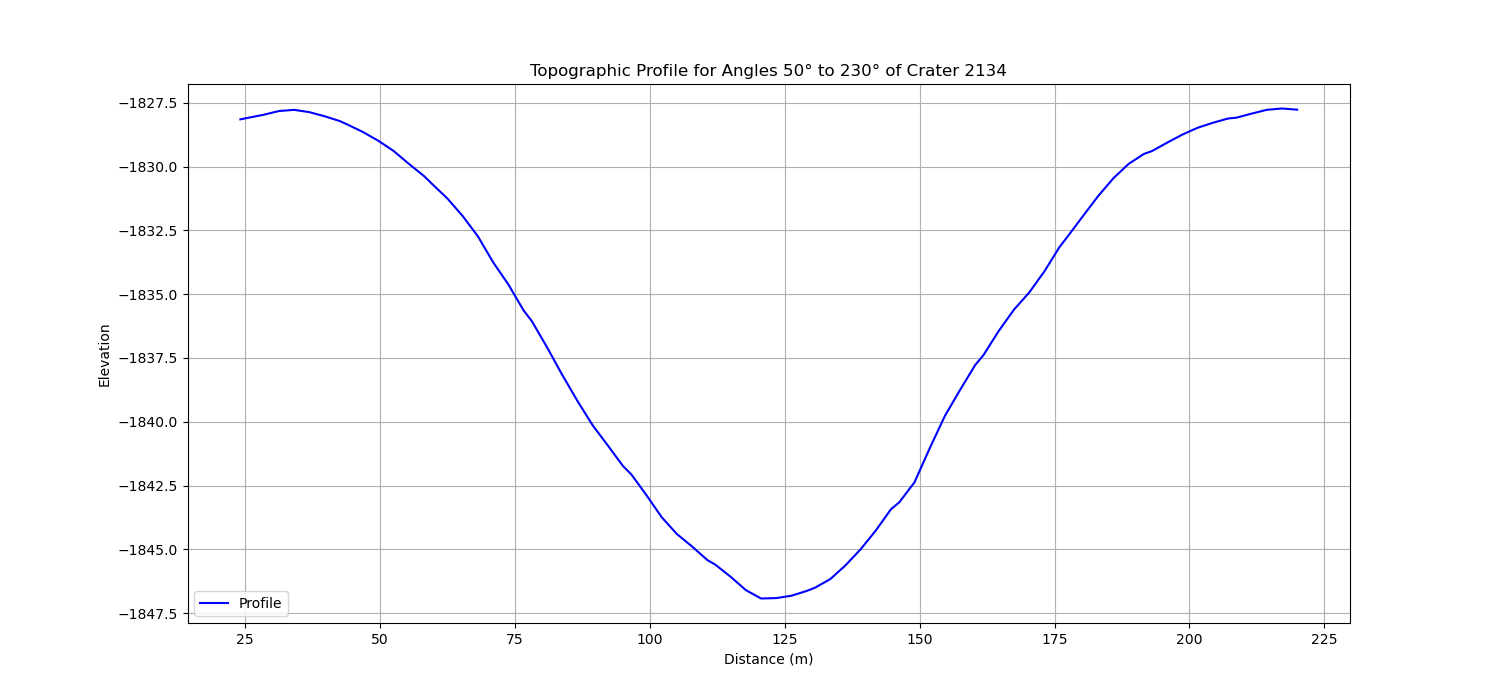 Topographic Profile for Angles 50° to 230° of Crater 2134
−1827.5
−1830.0
−1832.5
−1835.0
−1837.5
−1840.0
−1842.5
−1845.0
−1847.5
Elevation
Profile
25 50 75 100 125 150 175 200 225
Distance (m)